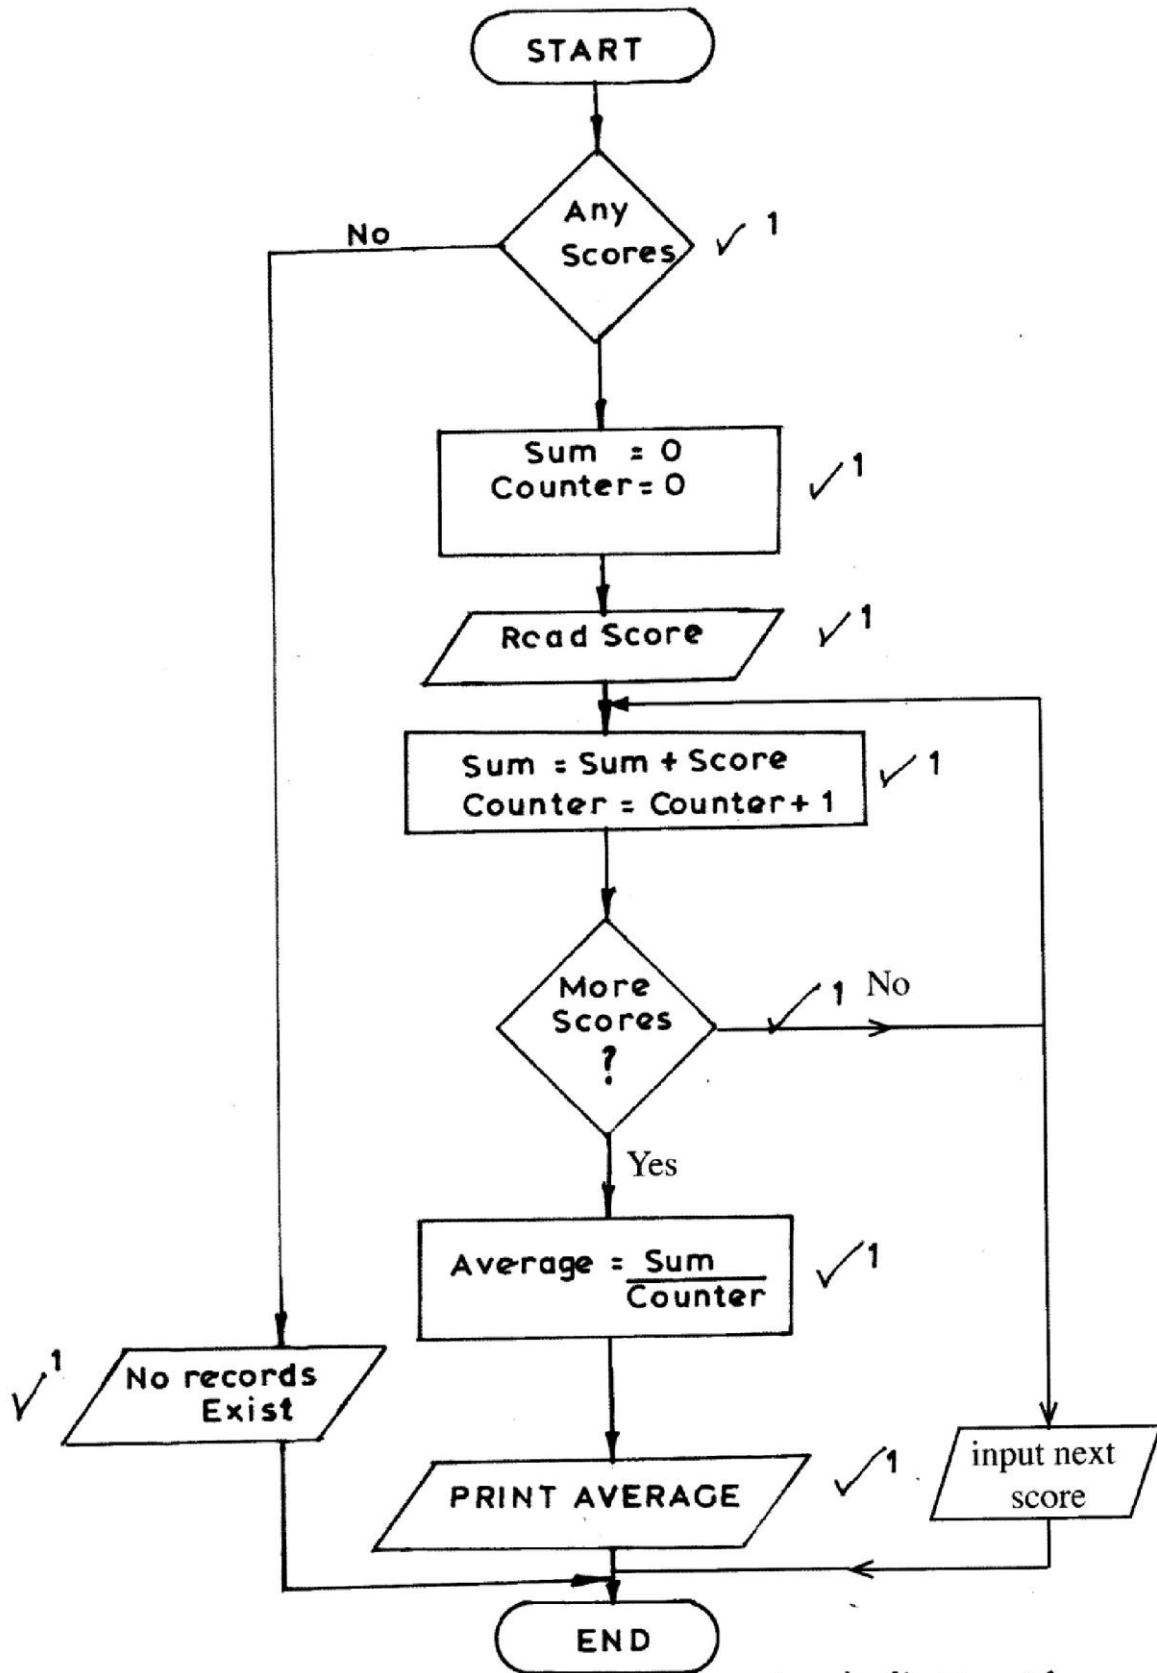 START
Any
Scores
✓ 1
No
Sum = 0
Counter = 0
✓ 1
Read Score
✓ 1
Sum = Sum + Score
Counter = Counter + 1
✓ 1
More
Scores
?
✓ 1
No
Yes
Average = Sum
Counter
✓ 1
No records
Exist
✓ 1
PRINT AVERAGE
✓ 1
input next
score
END